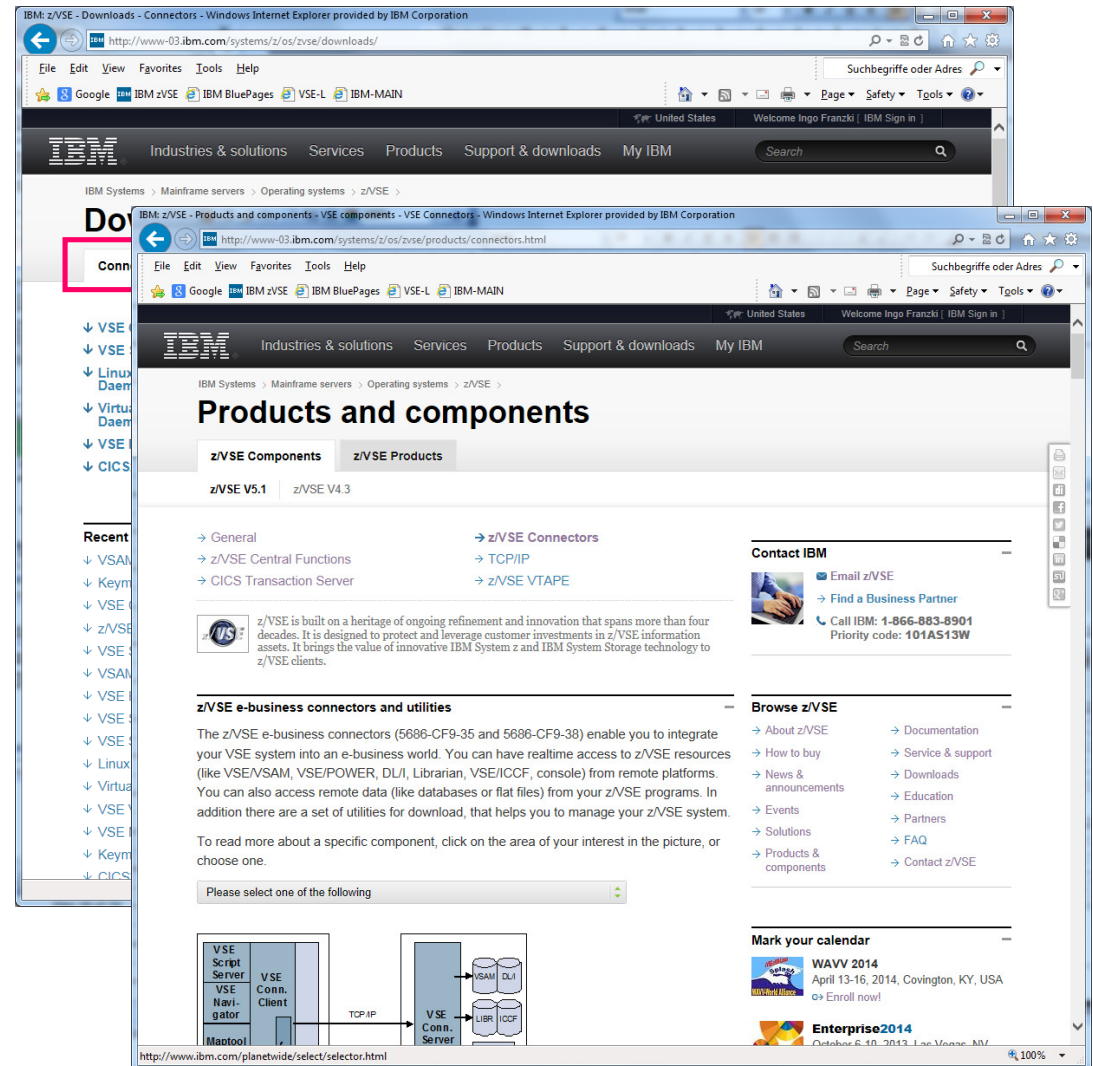 IBM: z/VSE - Downloads - Connectors - Windows Internet Explorer provided by IBM Corporation
http://www-03.ibm.com/systems/z/os/zvse/downloads/
File Edit View Favorites Tools Help
Suchbegriffe oder Adres
Google IBM zVSE IBM BluePages VSE-L IBM-MAIN
Page Safety Tools
United States Welcome Ingo Franzki [ IBM Sign in ]
IBM Industries & solutions Services Products Support & downloads My IBM Search
IBM Systems > Mainframe servers > Operating systems > z/VSE >
VSE
VSE
Linux
Daem
Virtua
Daem
VSE
CICS
Recent
VSAM
Keym
VSE
z/VSE
VSE
VSAM
VSE
VSE
VSE
Linux
Virtua
VSE
VSE
Keym
CICS
IBM: z/VSE - Products and components - VSE components - VSE Connectors - Windows Internet Explorer provided by IBM Corporation
http://www-03.ibm.com/systems/z/os/zvse/products/connectors.html
File Edit View Favorites Tools Help
Suchbegriffe oder Adres
Google IBM zVSE IBM BluePages VSE-L IBM-MAIN
Page Safety Tools
United States Welcome Ingo Franzki [ IBM Sign in ]
IBM Industries & solutions Services Products Support & downloads My IBM Search
IBM Systems > Mainframe servers > Operating systems > z/VSE >
Products and components
z/VSE Components z/VSE Products
z/VSE V5.1 z/VSE V4.3
→ General
→ z/VSE Central Functions
→ CICS Transaction Server
→ z/VSE Connectors
→ TCP/IP
→ z/VSE VTAPE
z/VSE
z/VSE is built on a heritage of ongoing refinement and innovation that spans more than four
decades. It is designed to protect and leverage customer investments in z/VSE information
assets. It brings the value of innovative IBM System z and IBM System Storage technology to
z/VSE clients.
z/VSE e-business connectors and utilities
The z/VSE e-business connectors (5686-CF9-35 and 5686-CF9-38) enable you to integrate
your VSE system into an e-business world. You can have realtime access to z/VSE resources
(like VSE/VSAM, VSE/POWER, DL/I, Librarian, VSE/ICCF, console) from remote platforms.
You can also access remote data (like databases or flat files) from your z/VSE programs. In
addition there are a set of utilities for download, that helps you to manage your z/VSE system.
To read more about a specific component, click on the area of your interest in the picture, or
choose one.
Please select one of the following
VSE
Script
Server
VSE
Navi-
gator
Maptool
VSE
Conn.
Client
TCP/IP
VSE
Conn.
Server
VSAM DL/I
LIBR ICCF
Contact IBM
Email z/VSE
→ Find a Business Partner
Call IBM: 1-866-883-8901
Priority code: 101AS13W
Browse z/VSE
→ About z/VSE
→ How to buy
→ News &
announcements
→ Events
→ Solutions
→ Products &
components
→ Documentation
→ Service & support
→ Downloads
→ Education
→ Partners
→ FAQ
→ Contact z/VSE
Mark your calendar
WAVV 2014
April 13-16, 2014, Covington, KY, USA
Enroll now!
Enterprise2014
October 6-10, 2013, Las Vegas, NV
http://www.ibm.com/planetwide/select/selector.html
100%